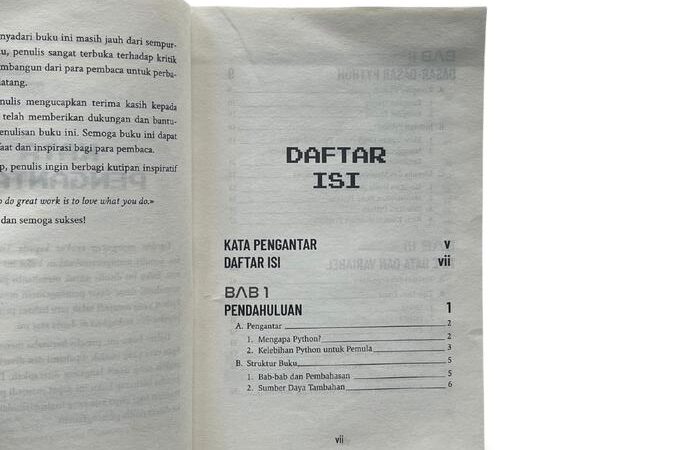 nyadari buku ini masih jauh dari sempur-
u, penulis sangat terbuka terhadap kritik
mbangun dari para pembaca untuk perba-
latang.
nulis mengucapkan terima kasih kepada
telah memberikan dukungan dan bantu-
enulisan buku ini. Semoga buku ini dapat
faat dan inspirasi bagi para pembaca.
p, penulis ingin berbagi kutipan inspiratif
o do great work is to love what you do.»
dan semoga sukses!
DAFTAR
ISI
KATA PENGANTAR v
DAFTAR ISI vii
BAB 1
PENDAHULUAN 1
A. Pengantar 2
1. Mengapa Python? 2
2. Kelebihan Python untuk Pemula 3
B. Struktur Buku 5
1. Bab-bab dan Pembahasan 5
2. Sumber Daya Tambahan 6
vii